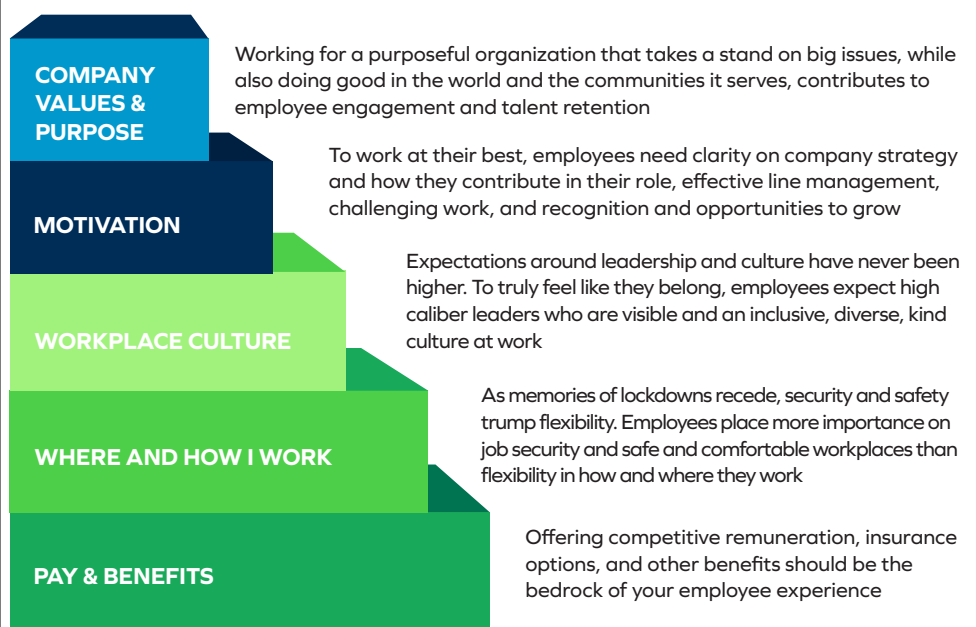 COMPANY
VALUES &
PURPOSE
Working for a purposeful organization that takes a stand on big issues, while
also doing good in the world and the communities it serves, contributes to
employee engagement and talent retention
MOTIVATION
To work at their best, employees need clarity on company strategy
and how they contribute in their role, effective line management,
challenging work, and recognition and opportunities to grow
WORKPLACE CULTURE
Expectations around leadership and culture have never been
higher. To truly feel like they belong, employees expect high
caliber leaders who are visible and an inclusive, diverse, kind
culture at work
WHERE AND HOW I WORK
As memories of lockdowns recede, security and safety
trump flexibility. Employees place more importance on
job security and safe and comfortable workplaces than
flexibility in how and where they work
PAY & BENEFITS
Offering competitive remuneration, insurance
options, and other benefits should be the
bedrock of your employee experience